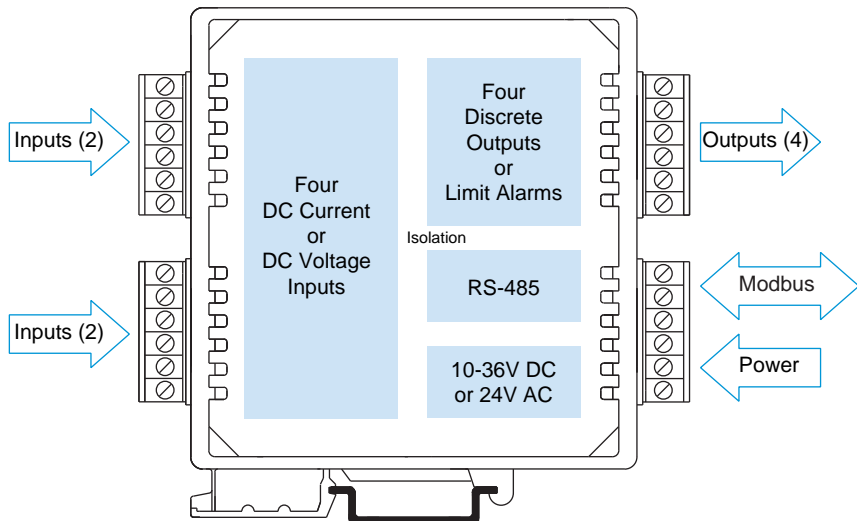 Inputs (2)
Inputs (2)
Four
DC Current
or
DC Voltage
Inputs
Isolation
Four
Discrete
Outputs
or
Limit Alarms
RS-485
10-36V DC
or 24V AC
Outputs (4)
Modbus
Power